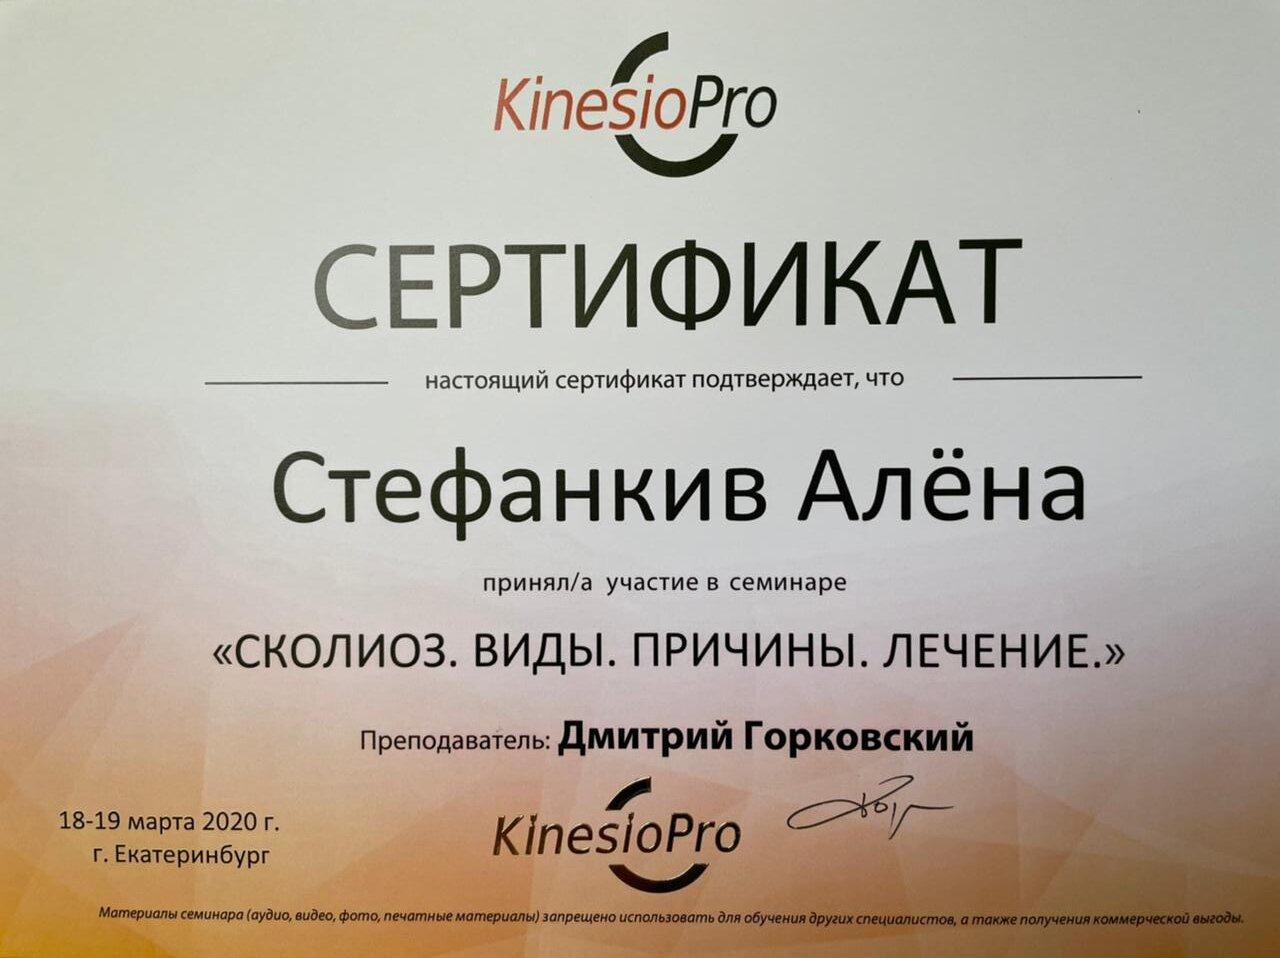 KinesioPro
СЕРТИФИКАТ
настоящий сертификат подтверждает, что
Стефанкив Алёна
принял/а участие в семинаре
«СКОЛИОЗ. ВИДЫ. ПРИЧИНЫ. ЛЕЧЕНИЕ.»
Преподаватель: Дмитрий Горковский
18-19 марта 2020 г.
г. Екатеринбург
KinesioPro
Материалы семинара (аудио, видео, фото, печатные материалы) запрещено использовать для обучения других специалистов, а также получения коммерческой выгоды.